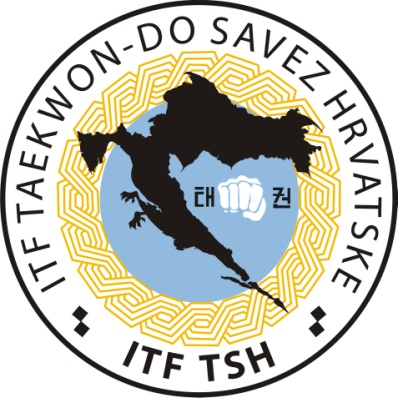 ITF TAEKWON-DO SAVEZ HRVATSKE
태 권
ITF TSH